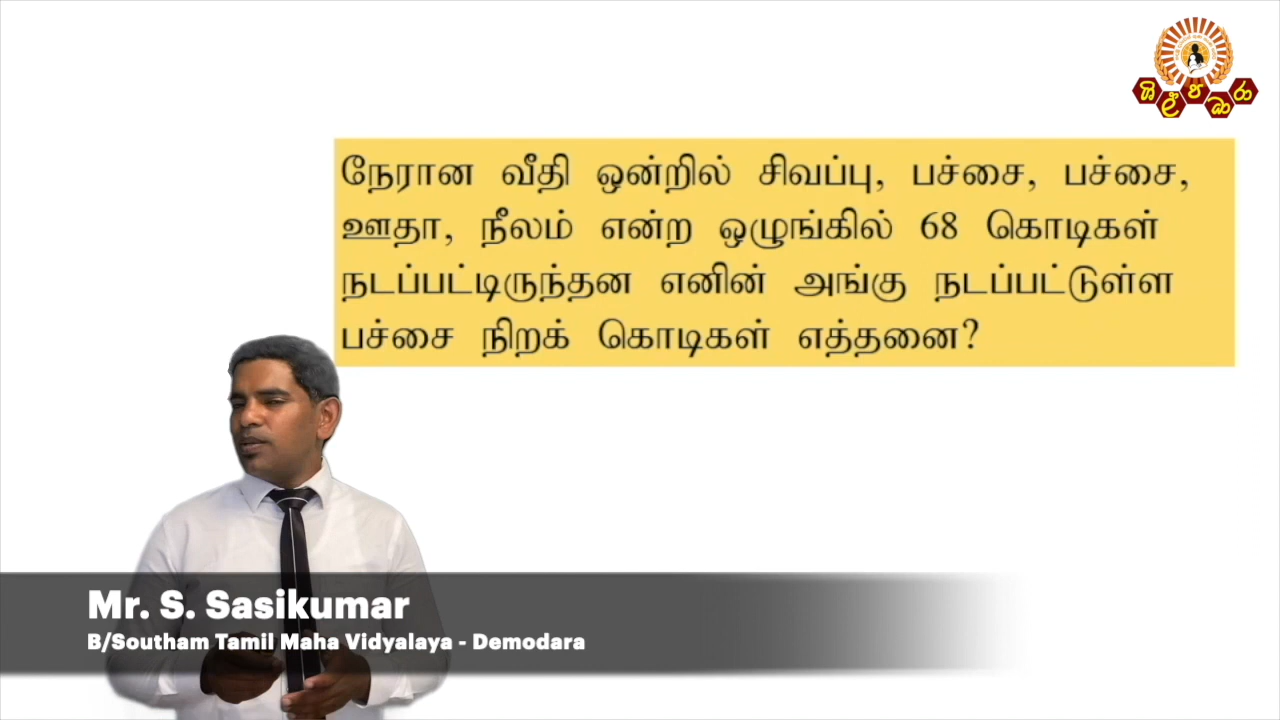 ශිල්ප ධාරා
நேரான வீதி ஒன்றில் சிவப்பு, பச்சை, பச்சை,
ஊதா, நீலம் என்ற ஒழுங்கில் 68 கொடிகள்
நடப்பட்டிருந்தன எனின் அங்கு நடப்பட்டுள்ள
பச்சை நிறக் கொடிகள் எத்தனை?
Mr. S. Sasikumar
B/Southam Tamil Maha Vidyalaya - Demodara